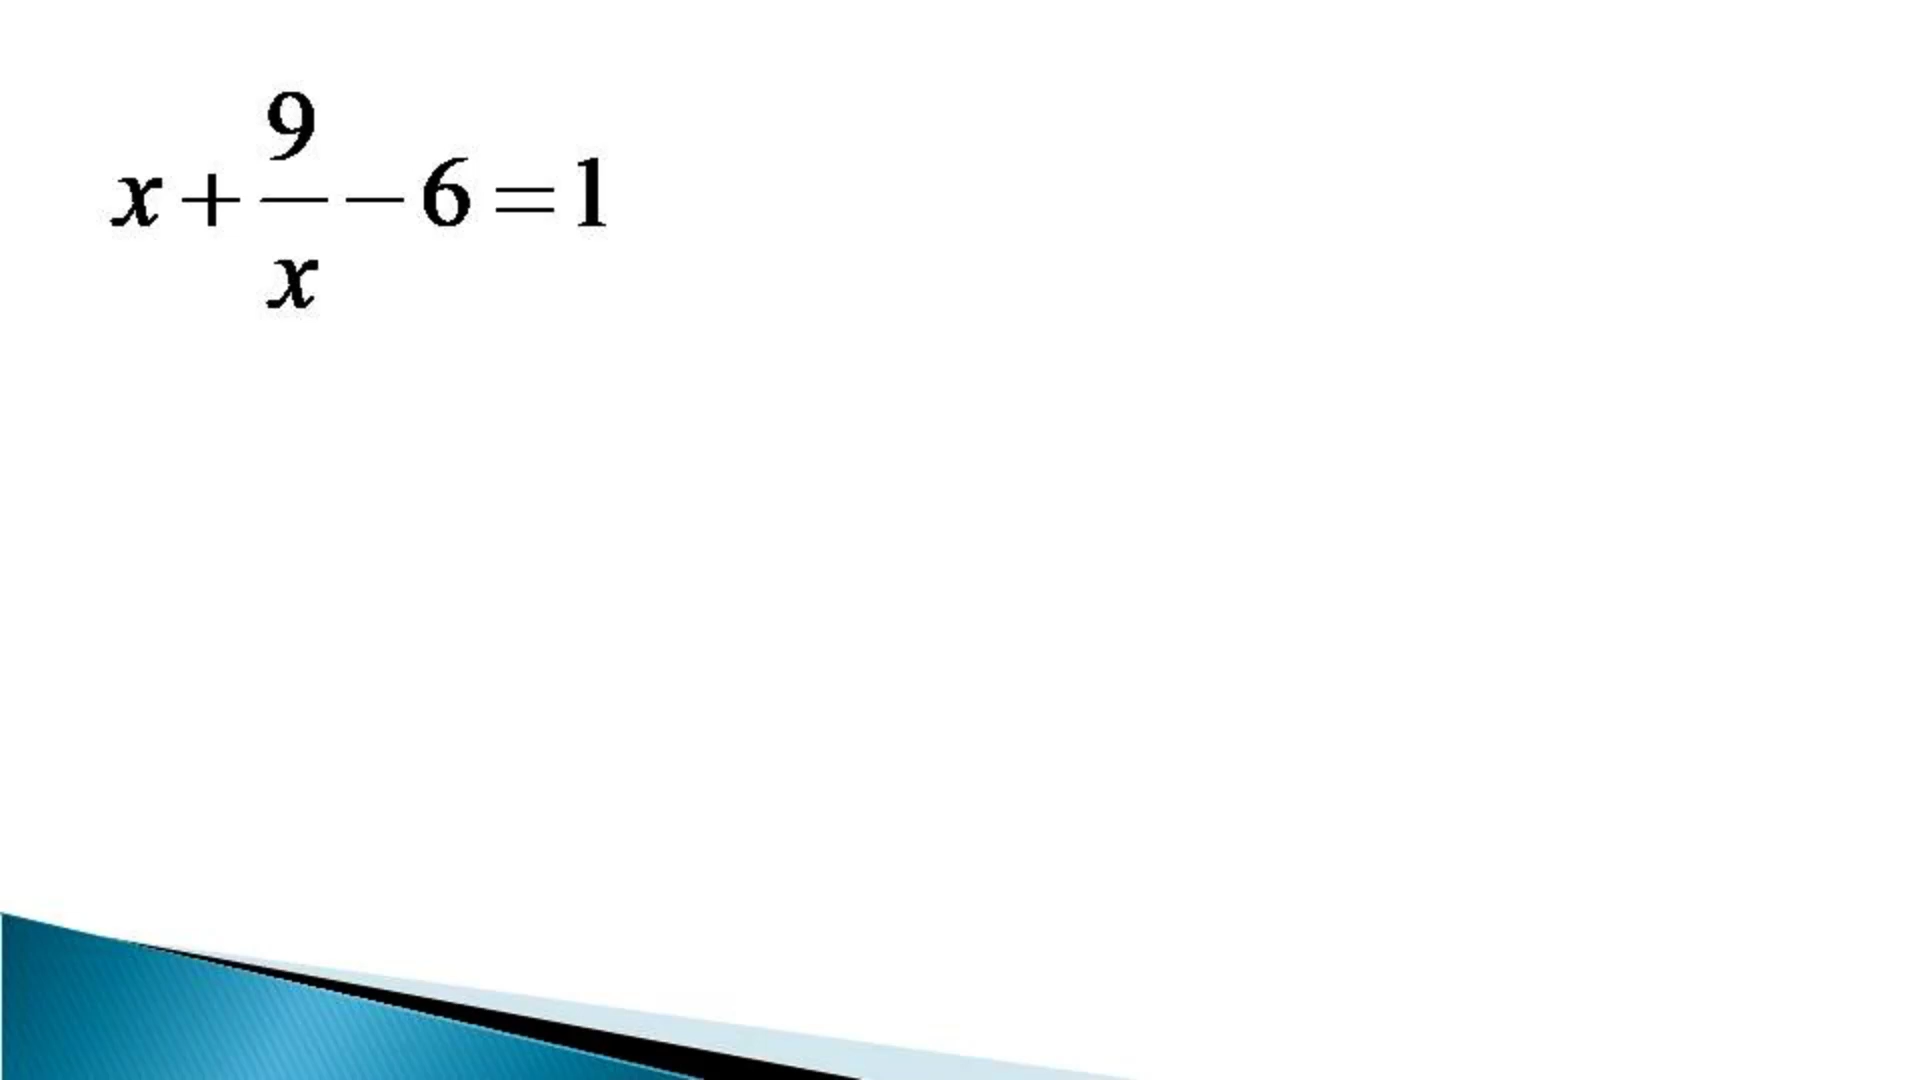 x + 9/x − 6 = 1